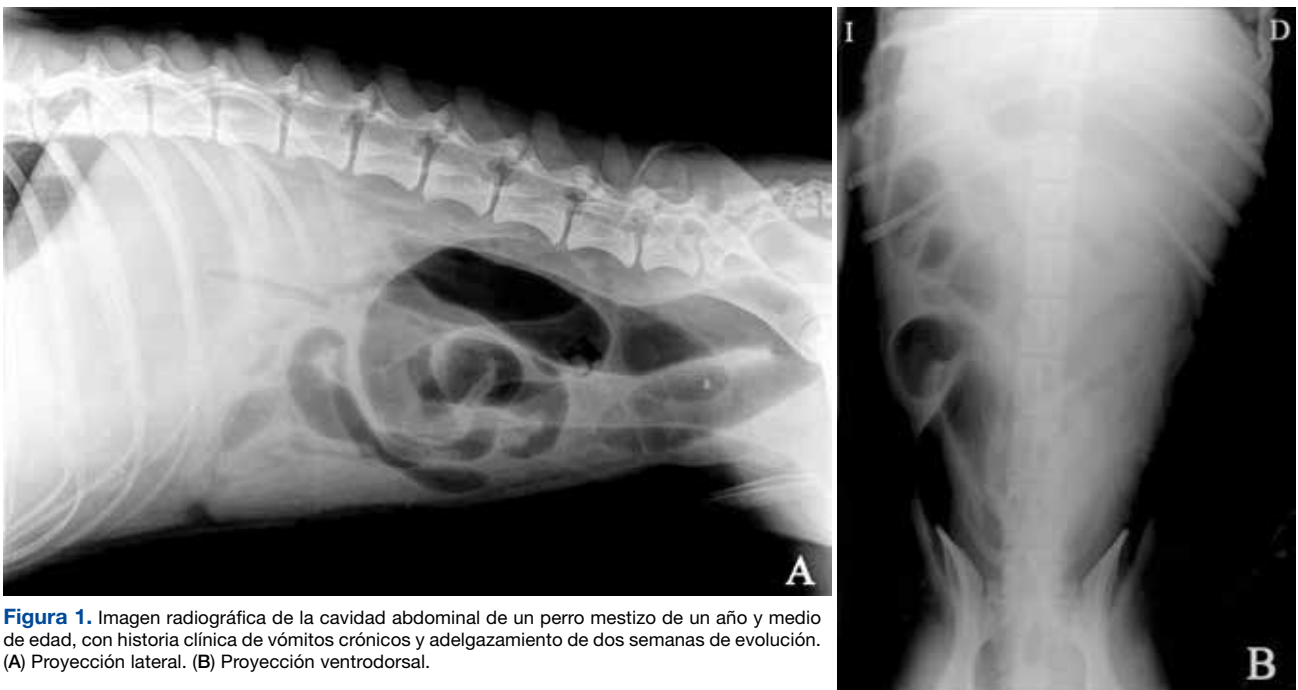 I
D
A
B
Figura 1. Imagen radiográfica de la cavidad abdominal de un perro mestizo de un año y medio
de edad, con historia clínica de vómitos crónicos y adelgazamiento de dos semanas de evolución.
(A) Proyección lateral. (B) Proyección ventrodorsal.